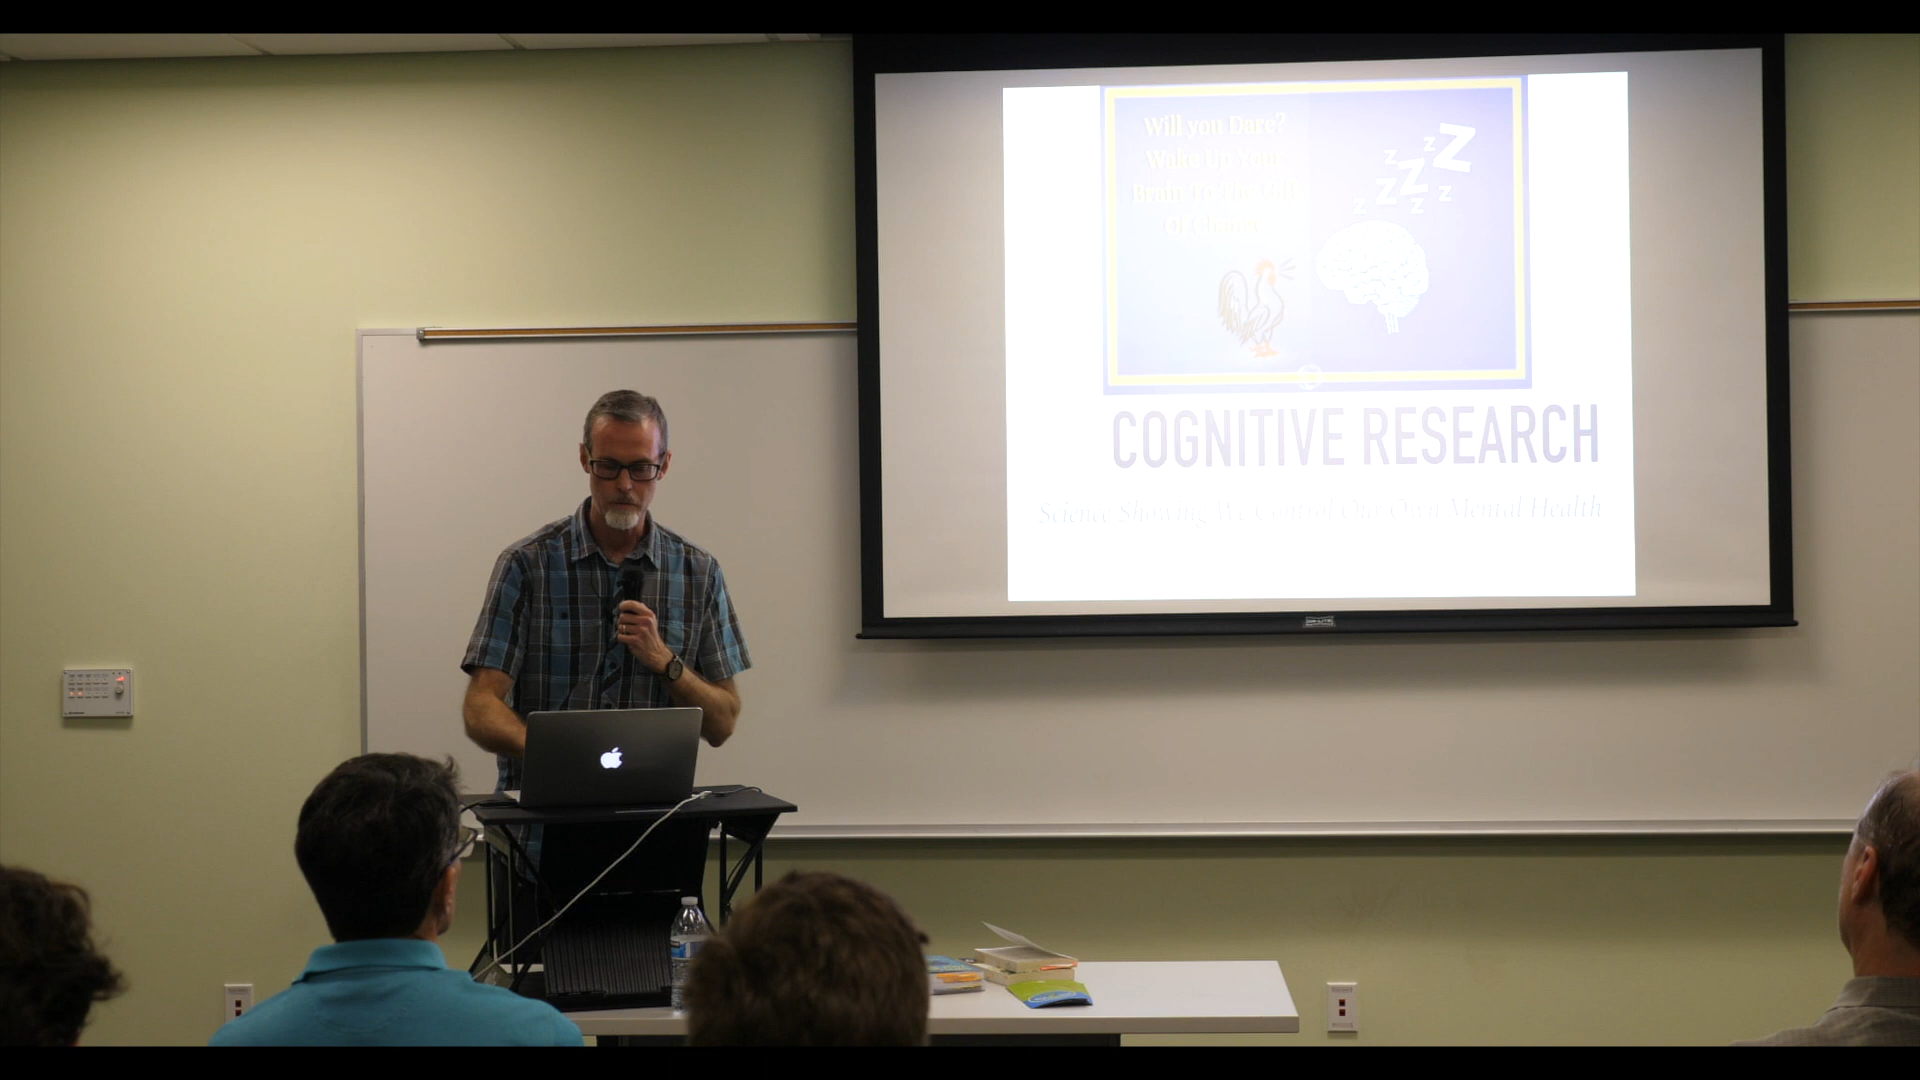 Will you Dare?
Wake Up Your
Brain To The Gift
Of Change
Z Z Z Z Z Z Z Z
COGNITIVE RESEARCH
Science Showing We Control Our Own Mental Health